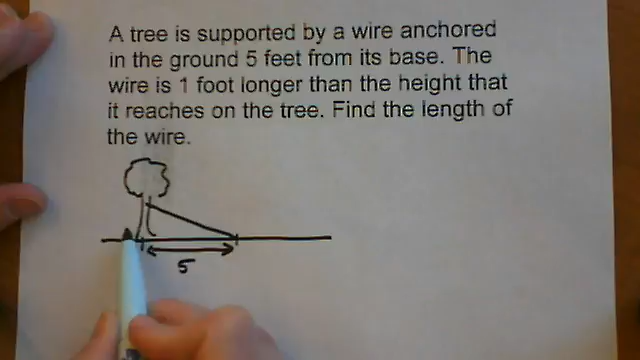 A tree is supported by a wire anchored
in the ground 5 feet from its base. The
wire is 1 foot longer than the height that
it reaches on the tree. Find the length of
the wire.
5